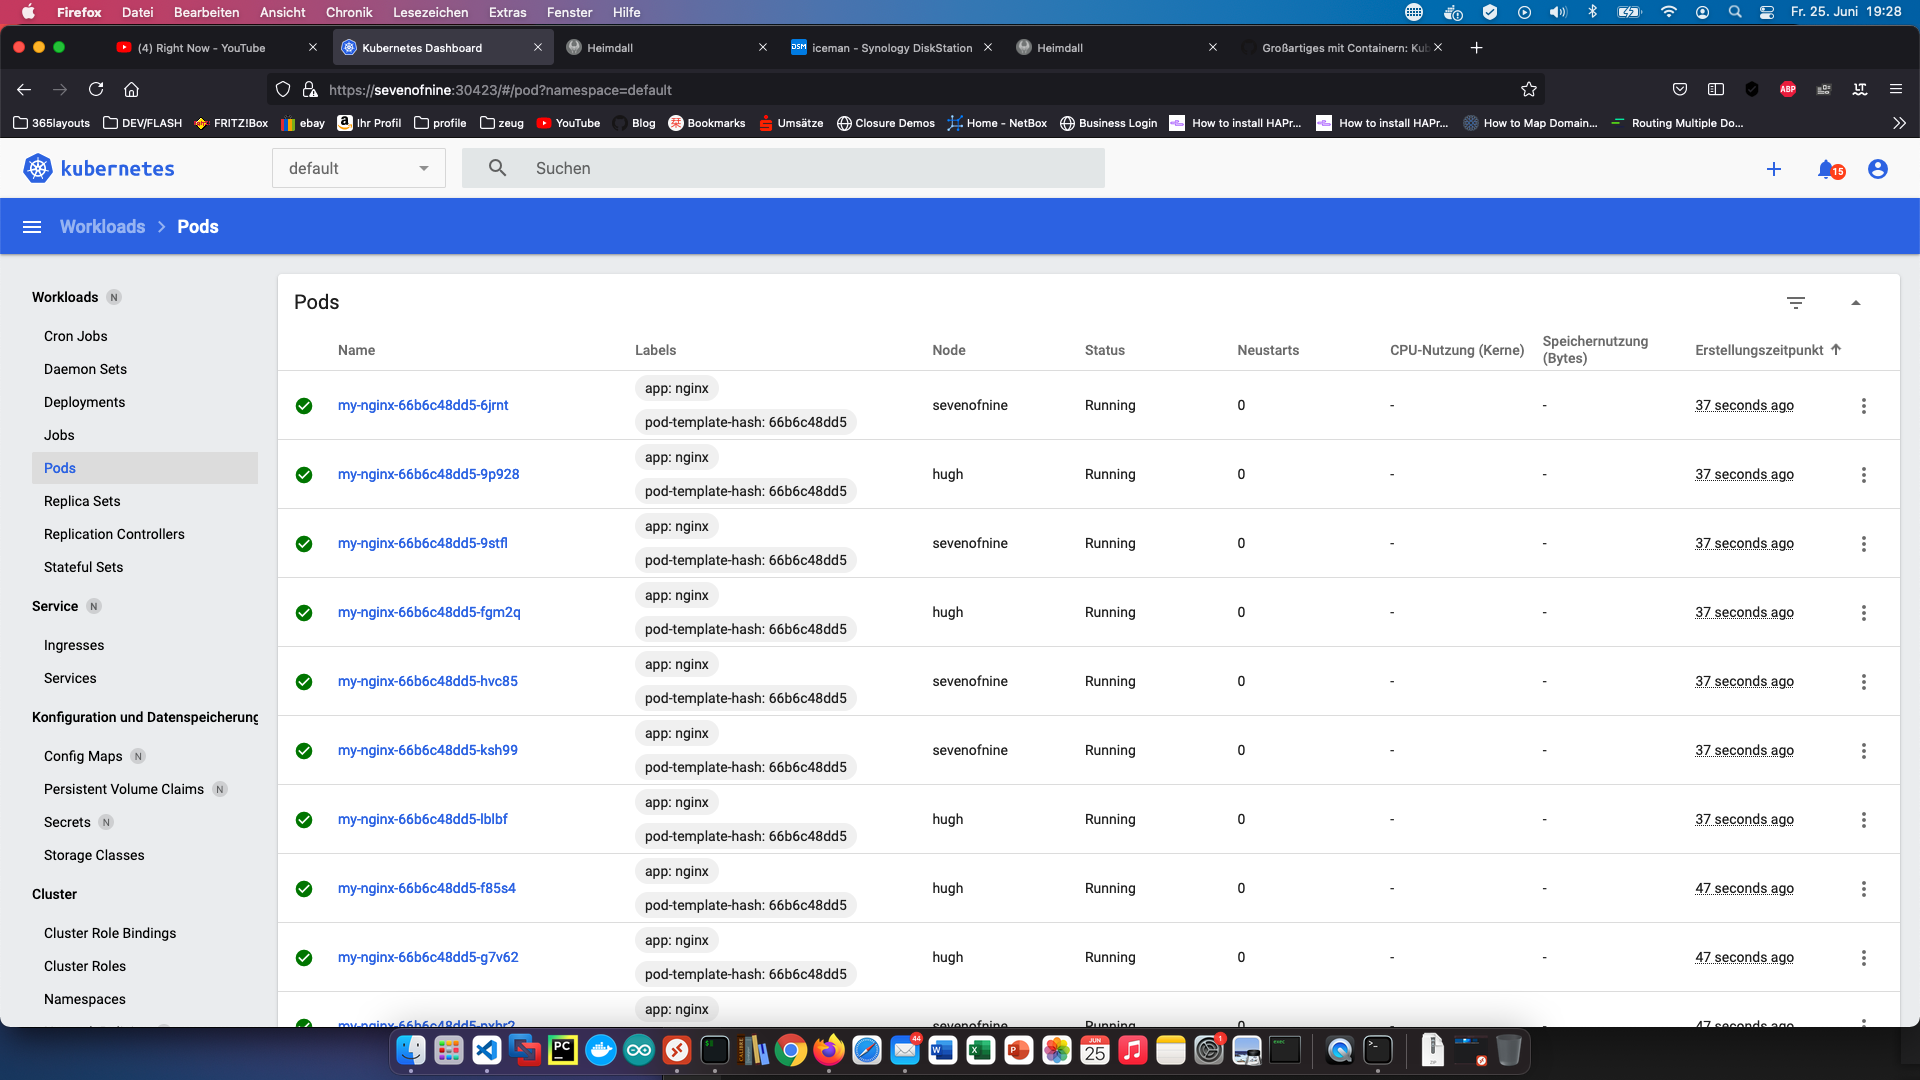 Firefox Datei Bearbeiten Ansicht Chronik Lesezeichen Extras Fenster Hilfe Fr. 25. Juni 19:28
(4) Right Now - YouTube Kubernetes Dashboard Heimdall iceman - Synology DiskStation Heimdall Großartiges mit Containern: Kub
https://sevenofnine:30423/#/pod?namespace=default ABP
365layouts DEV/FLASH FRITZ!Box ebay Ihr Profil profile zeug YouTube Blog Bookmarks Umsätze Closure Demos Home - NetBox Business Login How to install HAPr... How to install HAPr... How to Map Domain... Routing Multiple Do...
kubernetes default Suchen 15
Workloads Pods
Workloads N
Cron Jobs
Daemon Sets
Deployments
Jobs
Pods
Replica Sets
Replication Controllers
Stateful Sets
Service N
Ingresses
Services
Konfiguration und Datenspeicherung
Config Maps N
Persistent Volume Claims N
Secrets N
Storage Classes
Cluster
Cluster Role Bindings
Cluster Roles
Namespaces
Pods
Name Labels Node Status Neustarts CPU-Nutzung (Kerne) Speichernutzung (Bytes) Erstellungszeitpunkt
app: nginx
my-nginx-66b6c48dd5-6jrnt sevenofnine Running 0 - - 37 seconds ago
pod-template-hash: 66b6c48dd5
app: nginx
my-nginx-66b6c48dd5-9p928 hugh Running 0 - - 37 seconds ago
pod-template-hash: 66b6c48dd5
app: nginx
my-nginx-66b6c48dd5-9stfl sevenofnine Running 0 - - 37 seconds ago
pod-template-hash: 66b6c48dd5
app: nginx
my-nginx-66b6c48dd5-fgm2q hugh Running 0 - - 37 seconds ago
pod-template-hash: 66b6c48dd5
app: nginx
my-nginx-66b6c48dd5-hvc85 sevenofnine Running 0 - - 37 seconds ago
pod-template-hash: 66b6c48dd5
app: nginx
my-nginx-66b6c48dd5-ksh99 sevenofnine Running 0 - - 37 seconds ago
pod-template-hash: 66b6c48dd5
app: nginx
my-nginx-66b6c48dd5-lblbf hugh Running 0 - - 37 seconds ago
pod-template-hash: 66b6c48dd5
app: nginx
my-nginx-66b6c48dd5-f85s4 hugh Running 0 - - 47 seconds ago
pod-template-hash: 66b6c48dd5
app: nginx
my-nginx-66b6c48dd5-g7v62 hugh Running 0 - - 47 seconds ago
pod-template-hash: 66b6c48dd5
app: nginx
sevenofnine Running 0 47 seconds ago
PC 44 JUN 25 1